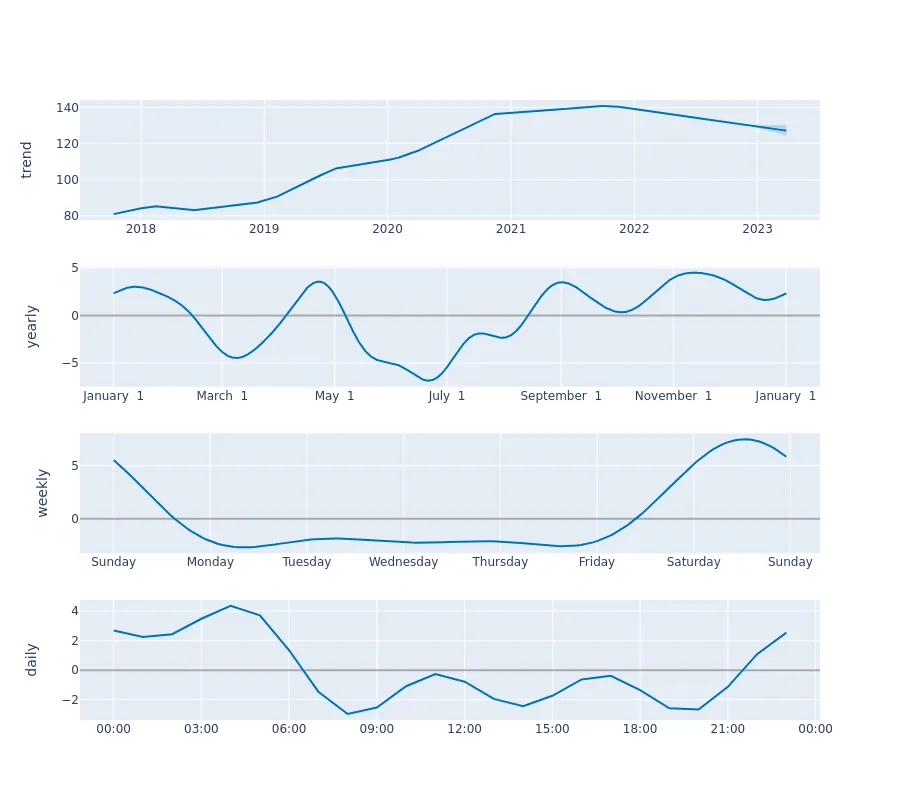 trend
140
120
100
80
2018 2019 2020 2021 2022 2023
yearly
5
0
−5
January 1 March 1 May 1 July 1 September 1 November 1 January 1
weekly
5
0
Sunday Monday Tuesday Wednesday Thursday Friday Saturday Sunday
daily
4
2
0
−2
00:00 03:00 06:00 09:00 12:00 15:00 18:00 21:00 00:00